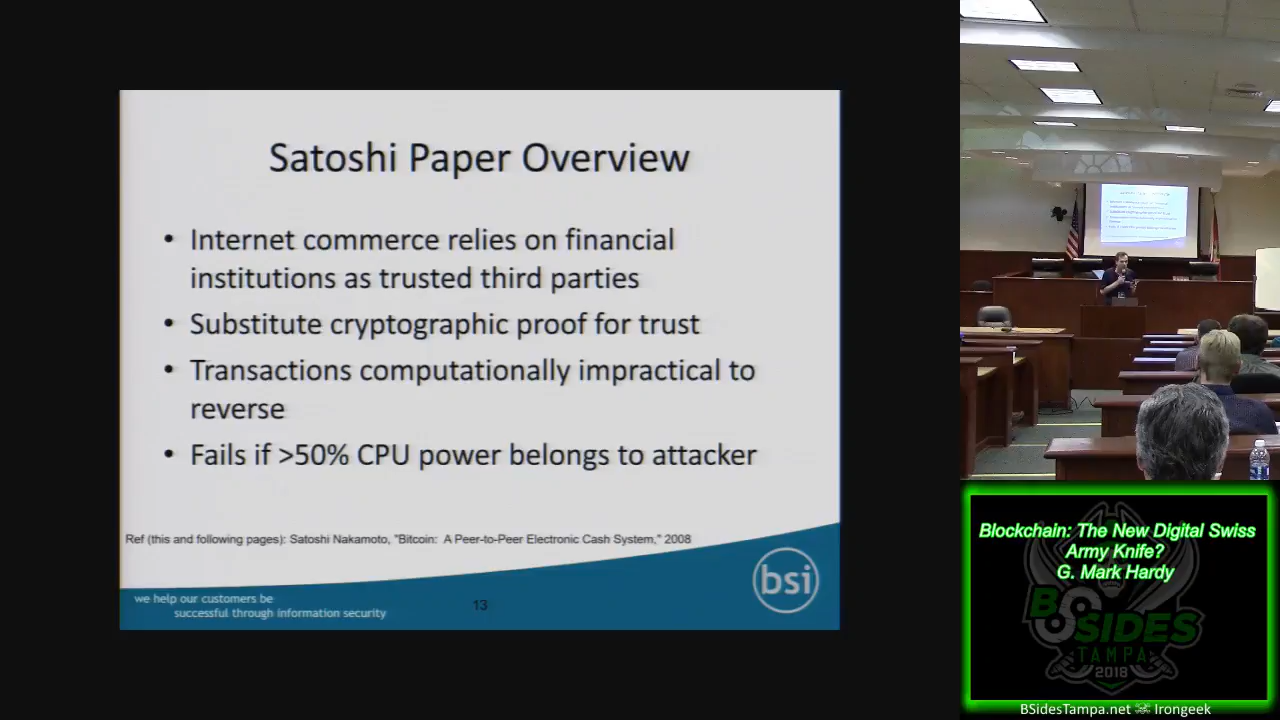 Satoshi Paper Overview
• Internet commerce relies on financial
institutions as trusted third parties
• Substitute cryptographic proof for trust
• Transactions computationally impractical to
reverse
• Fails if >50% CPU power belongs to attacker
Ref (this and following pages): Satoshi Nakamoto, "Bitcoin: A Peer-to-Peer Electronic Cash System," 2008
we help our customers be
successful through information security
13
bsi
Blockchain: The New Digital Swiss
Army Knife?
G. Mark Hardy
BSIDES
TAMPA
2018
BSidesTampa.net ☠ Irongeek